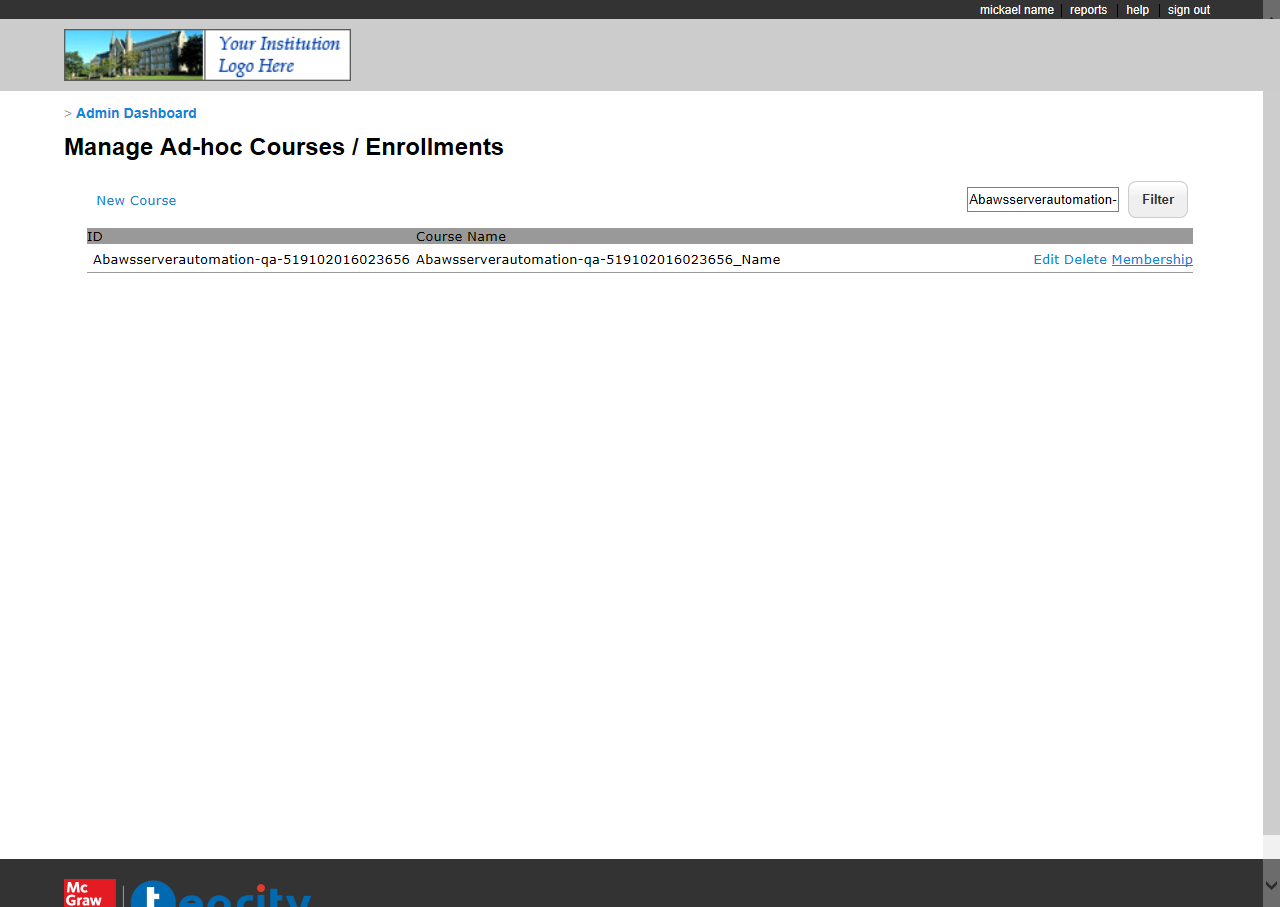 mickael name reports help sign out
Your Institution
Logo Here
> Admin Dashboard
Manage Ad-hoc Courses / Enrollments
New Course Abawsserverautomation- Filter
ID Course Name
Abawsserverautomation-qa-519102016023656 Abawsserverautomation-qa-519102016023656_Name Edit Delete Membership
Mc
Graw tegrity